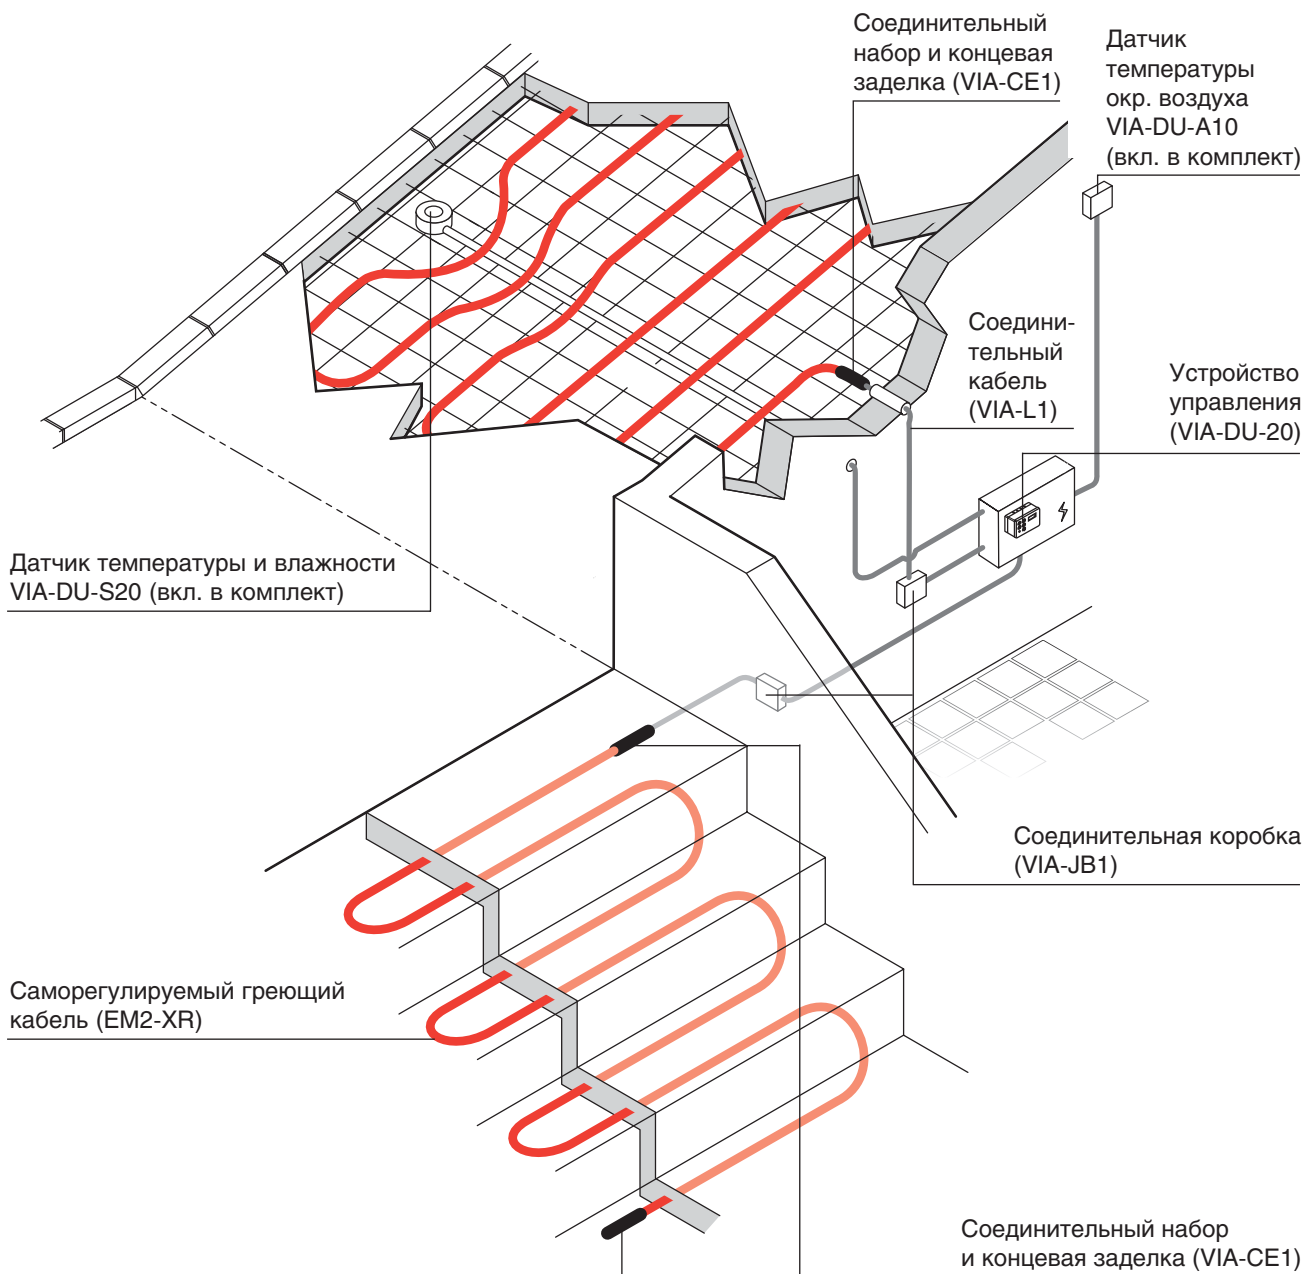 Соединительный
набор и концевая
заделка (VIA-CE1)
Датчик
температуры
окр. воздуха
VIA-DU-A10
(вкл. в комплект)
Соедини-
тельный
кабель
(VIA-L1)
Устройство
управления
(VIA-DU-20)
Датчик температуры и влажности
VIA-DU-S20 (вкл. в комплект)
Соединительная коробка
(VIA-JB1)
Саморегулируемый греющий
кабель (EM2-XR)
Соединительный набор
и концевая заделка (VIA-CE1)